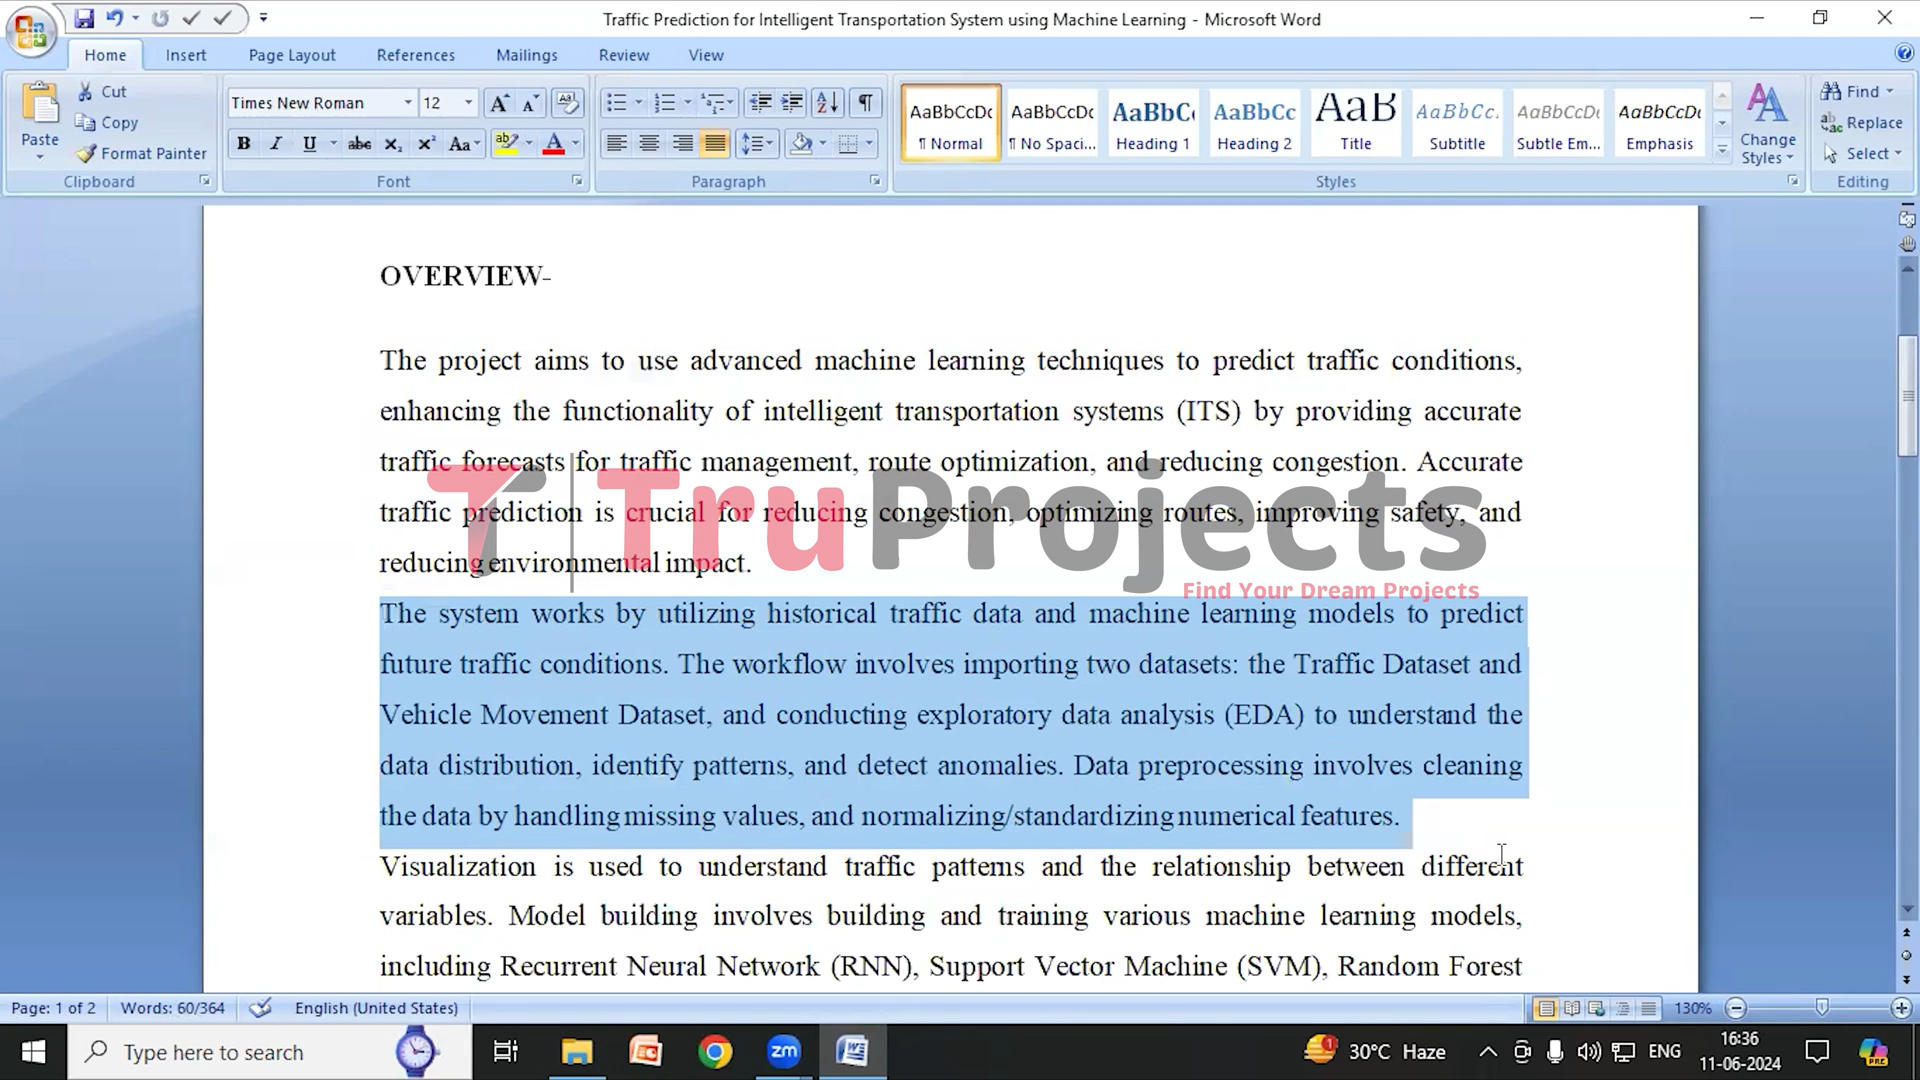 Traffic Prediction for Intelligent Transportation System using Machine Learning - Microsoft Word
Home Insert Page Layout References Mailings Review View
Paste
Cut
Copy
Format Painter
Clipboard
Times New Roman 12
B I U abc X₂ X² Aa
Font
Paragraph
AaBbCcDc AaBbCcDc AaBbC AaBbCc AaB AaBbCc. AaBbCcDc AaBbCcDc
¶ Normal ¶ No Spaci... Heading 1 Heading 2 Title Subtitle Subtle Em... Emphasis
Styles
Change Styles
Find
Replace
Select
Editing
OVERVIEW-
The project aims to use advanced machine learning techniques to predict traffic conditions,
enhancing the functionality of intelligent transportation systems (ITS) by providing accurate
traffic forecasts for traffic management, route optimization, and reducing congestion. Accurate
traffic prediction is crucial for reducing congestion, optimizing routes, improving safety, and
reducing environmental impact.
TruProjects
Find Your Dream Projects
The system works by utilizing historical traffic data and machine learning models to predict
future traffic conditions. The workflow involves importing two datasets: the Traffic Dataset and
Vehicle Movement Dataset, and conducting exploratory data analysis (EDA) to understand the
data distribution, identify patterns, and detect anomalies. Data preprocessing involves cleaning
the data by handling missing values, and normalizing/standardizing numerical features.
Visualization is used to understand traffic patterns and the relationship between different
variables. Model building involves building and training various machine learning models,
including Recurrent Neural Network (RNN), Support Vector Machine (SVM), Random Forest
Page: 1 of 2 Words: 60/364 English (United States) 130%
Type here to search
zm
30°C Haze
ENG
16:36
11-06-2024